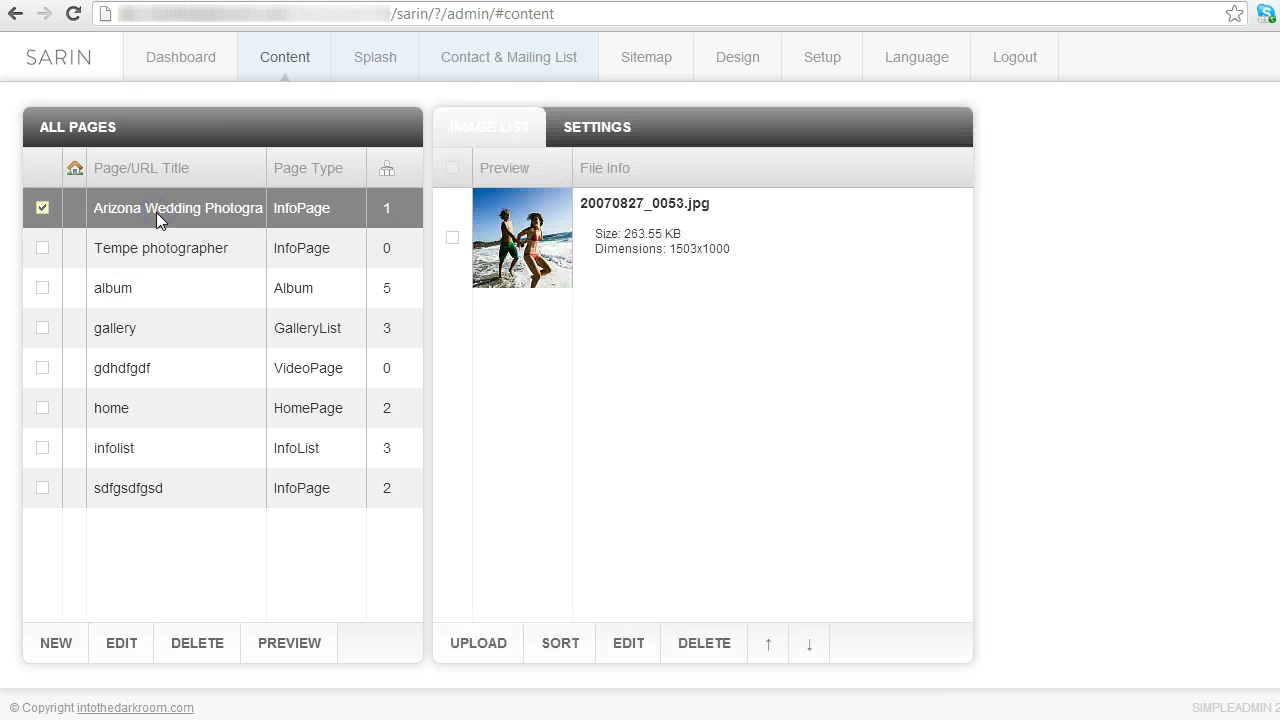 /sarin/?/admin/#content
SARIN Dashboard Content Splash Contact & Mailing List Sitemap Design Setup Language Logout
ALL PAGES
Page/URL Title Page Type
Arizona Wedding Photogra InfoPage 1
Tempe photographer InfoPage 0
album Album 5
gallery GalleryList 3
gdhdfgdf VideoPage 0
home HomePage 2
infolist InfoList 3
sdfgsdfgsd InfoPage 2
NEW EDIT DELETE PREVIEW
IMAGE LIST SETTINGS
Preview File Info
20070827_0053.jpg
Size: 263.55 KB
Dimensions: 1503x1000
UPLOAD SORT EDIT DELETE ↑ ↓
© Copyright intothedarkroom.com
SIMPLEADMIN 2